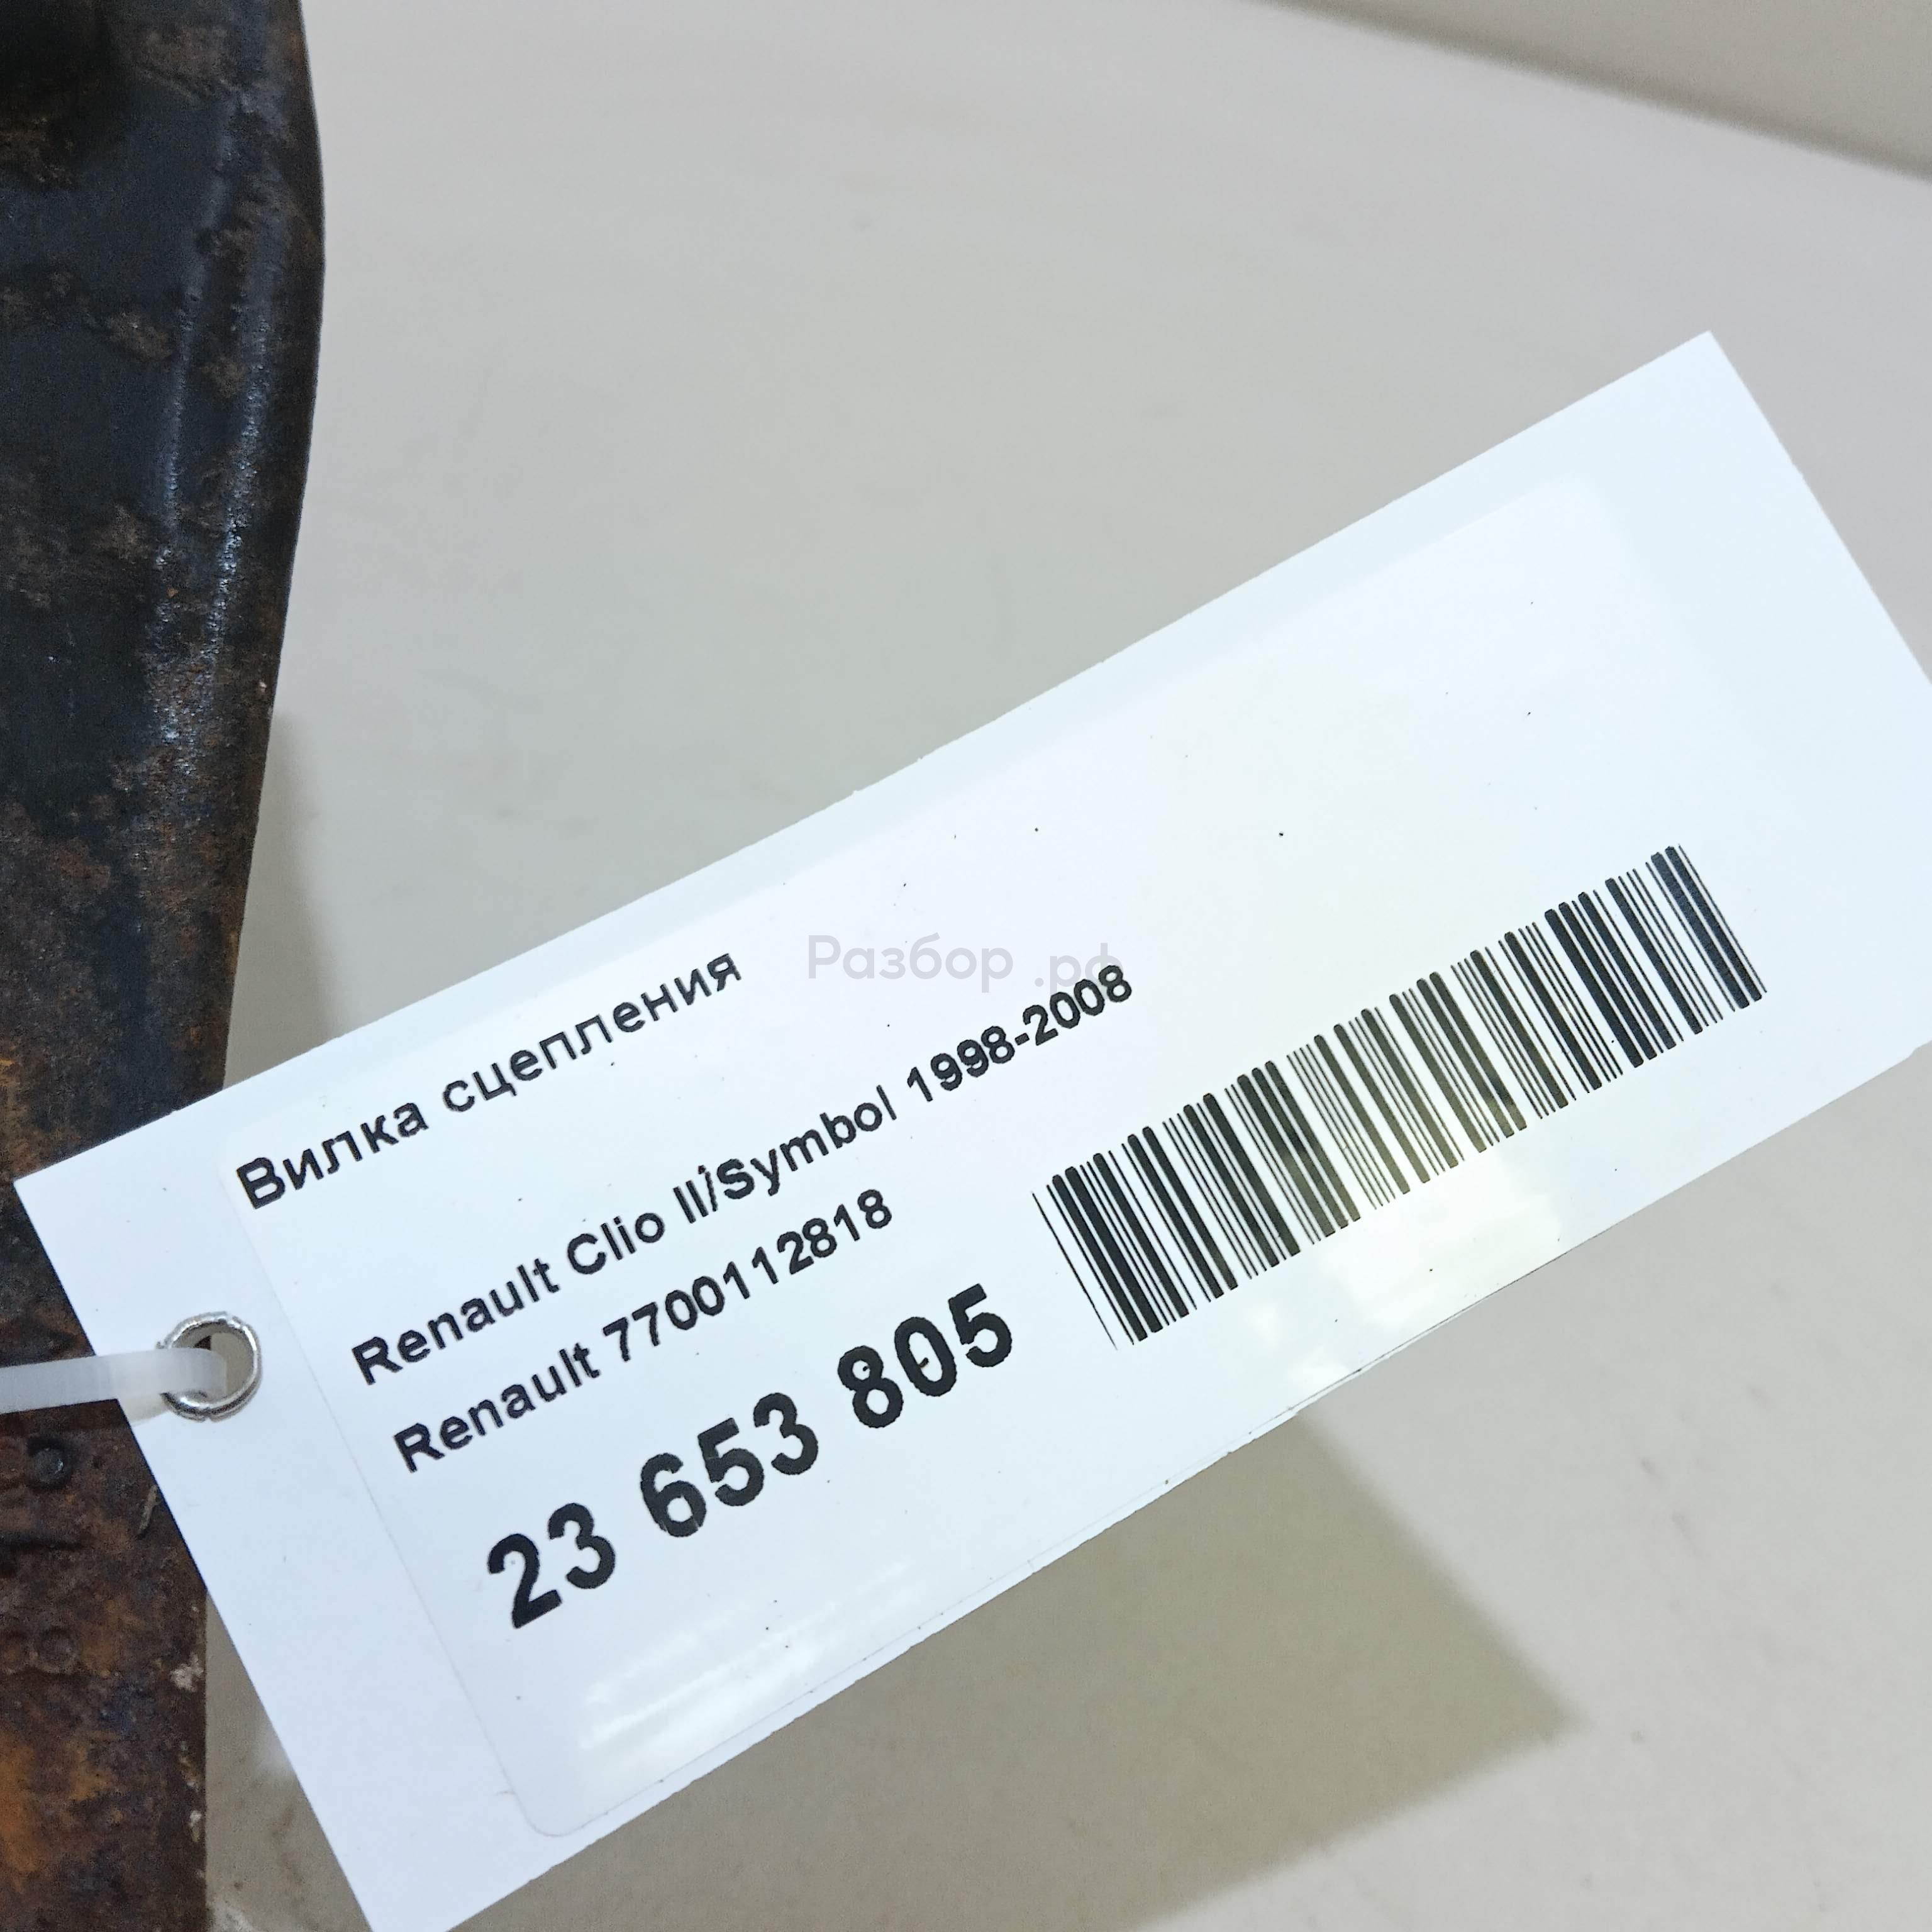 Вилка сцепления
Разбор .рф
Renault Clio II/Symbol 1998-2008
Renault 7700112818
23 653 805